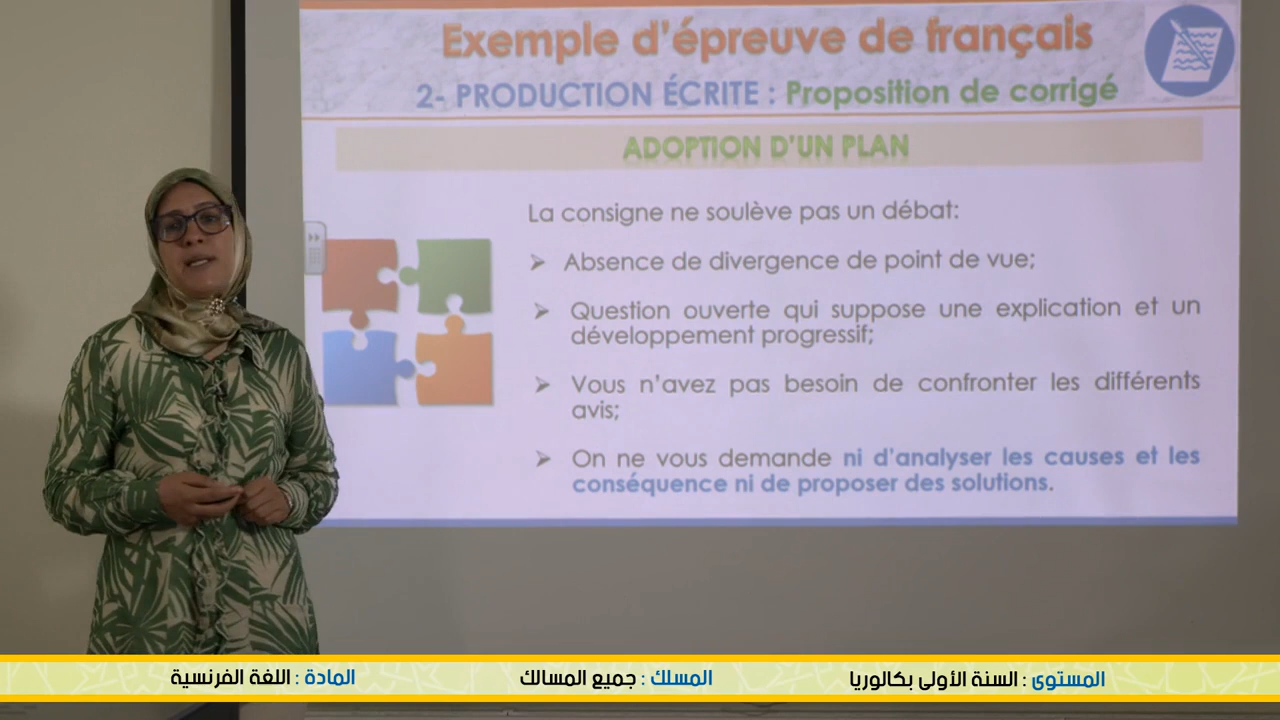 Exemple d'épreuve de français
2- PRODUCTION ÉCRITE : Proposition de corrigé
ADOPTION D'UN PLAN
La consigne ne soulève pas un débat:
➢ Absence de divergence de point de vue;
➢ Question ouverte qui suppose une explication et un
développement progressif;
➢ Vous n'avez pas besoin de confronter les différents
avis;
➢ On ne vous demande ni d'analyser les causes et les
conséquence ni de proposer des solutions.
المستوى : السنة الأولى بكالوريا
المسلك : جميع المسالك
المادة : اللغة الفرنسية